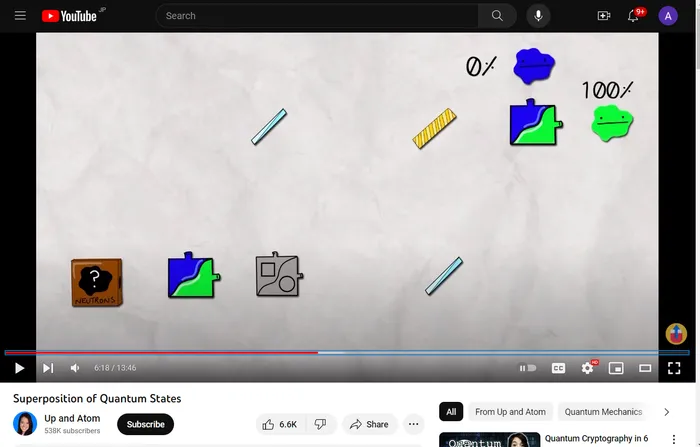 YouTube JP
Search
9+
A
0%
100%
?
NEUTRONS
6:18 / 13:46
CC
HD
Superposition of Quantum States
Up and Atom
538K subscribers
Subscribe
6.6K
Share
All
From Up and Atom
Quantum Mechanics
Quantum
Quantum Cryptography in 6